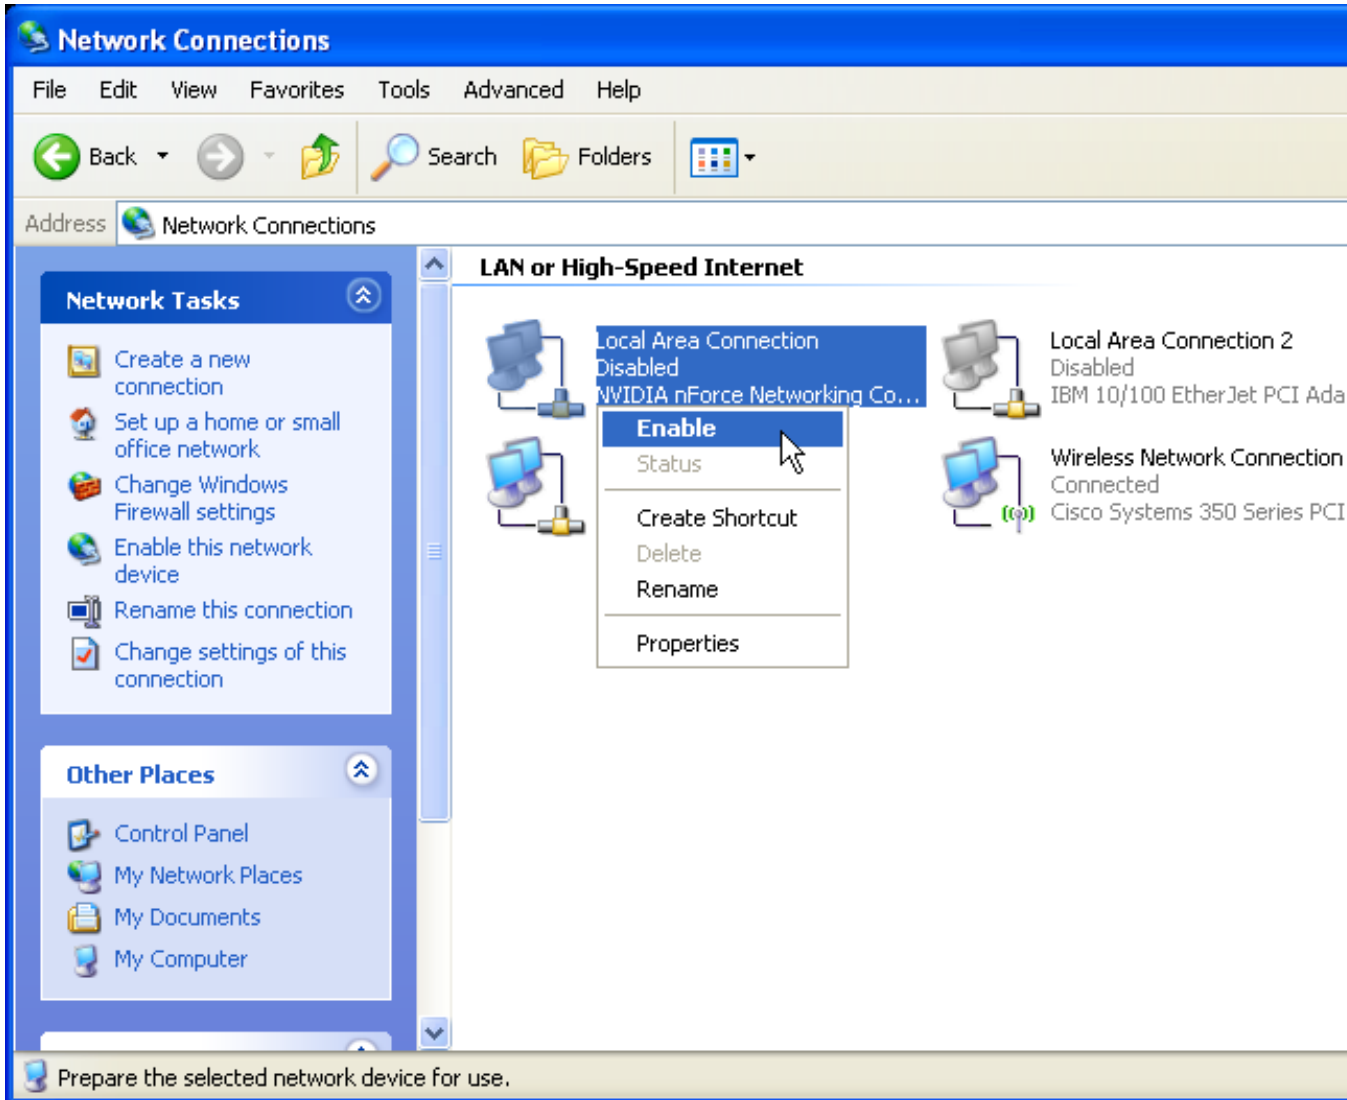 Network Connections
File Edit View Favorites Tools Advanced Help
Back Search Folders
Address Network Connections
Network Tasks
Create a new
connection
Set up a home or small
office network
Change Windows
Firewall settings
Enable this network
device
Rename this connection
Change settings of this
connection
Other Places
Control Panel
My Network Places
My Documents
My Computer
LAN or High-Speed Internet
Local Area Connection
Disabled
NVIDIA nForce Networking Co...
Local Area Connection 2
Disabled
IBM 10/100 EtherJet PCI Ada
Wireless Network Connection
Connected
Cisco Systems 350 Series PCI
Enable
Status
Create Shortcut
Delete
Rename
Properties
Prepare the selected network device for use.